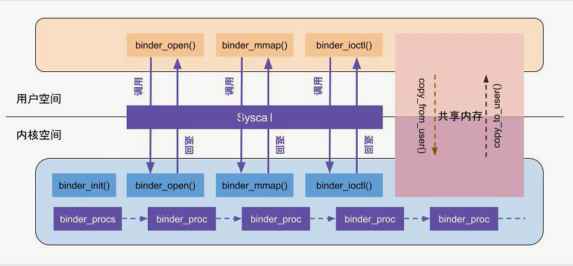 binder_open()
binder_mmap()
binder_ioctl()
调用
调用
调用
copy_from_user()
共享内存
copy_to_user()
用户空间
Syscall
内核空间
返回
返回
返回
binder_init()
binder_open()
binder_mmap()
binder_ioctl()
binder_procs
binder_proc
binder_proc
binder_proc
binder_proc